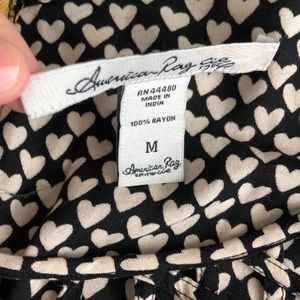 American Rag Cie
RN 44480
MADE IN
INDIA
100% RAYON
M
American Rag